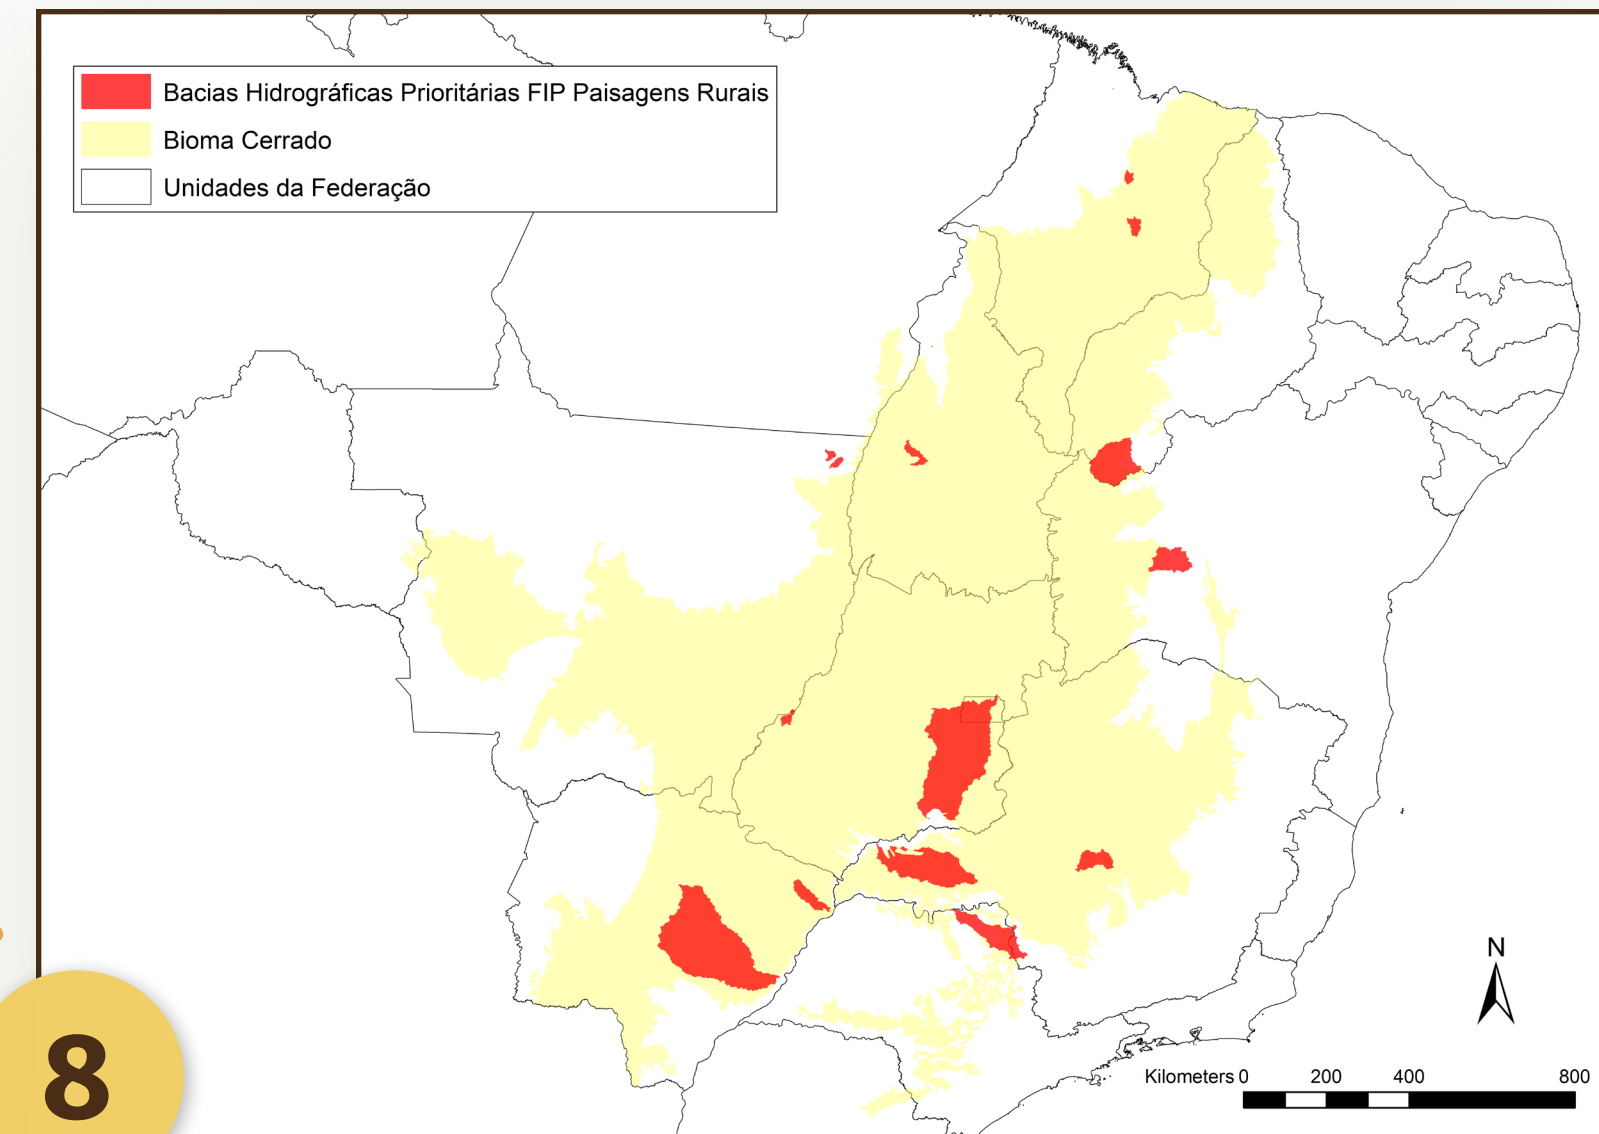 Bacias Hidrográficas Prioritárias FIP Paisagens Rurais
Bioma Cerrado
Unidades da Federação
N
Kilometers 0 200 400 800
8